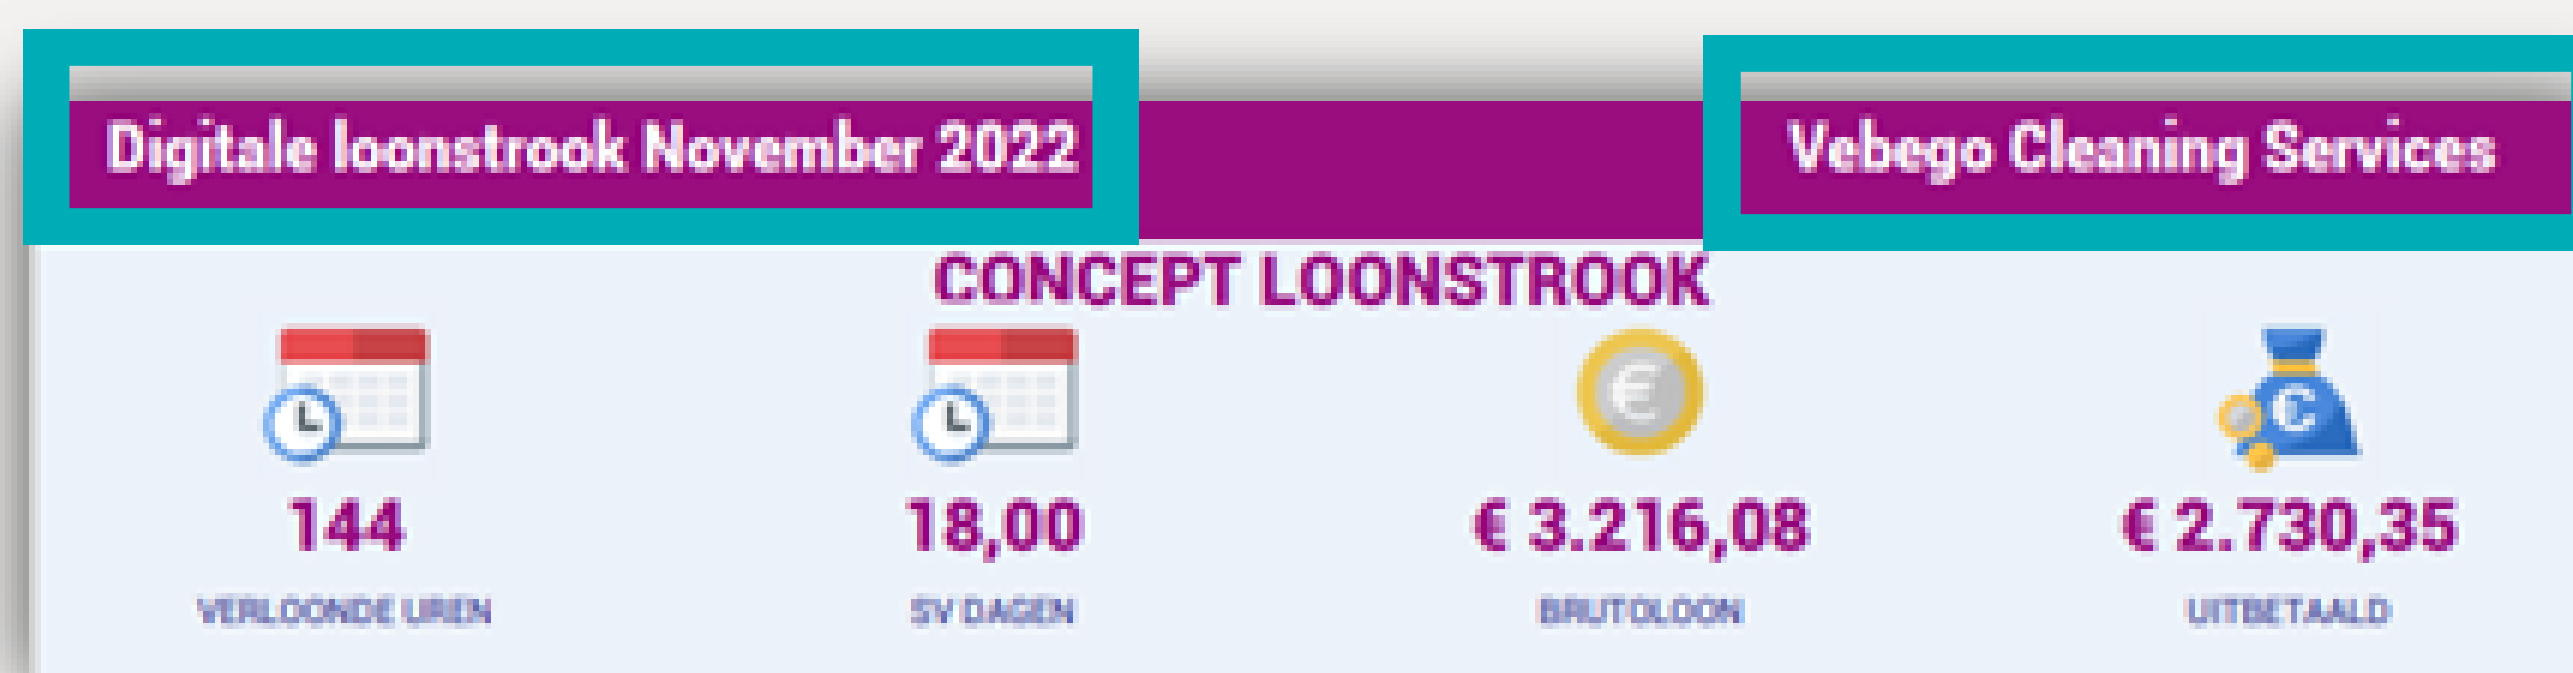 Digitale loonstrook November 2022
Vebego Cleaning Services
CONCEPT LOONSTROOK
144
18,00
€ 3.216,08
€ 2.730,35
VERLOONDE UREN
SV DAGEN
BRUTOLOON
UITBETAALD